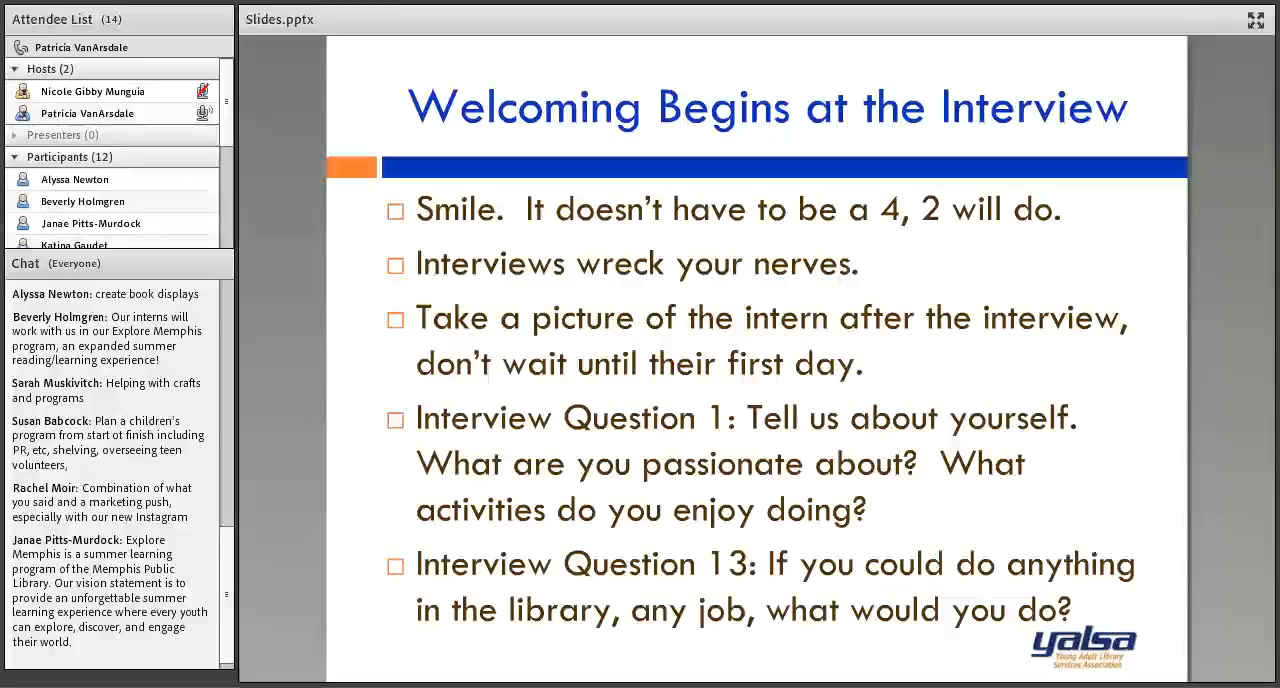 Attendee List (14)
Patricia VanArsdale
Hosts (2)
Nicole Gibby Munguia
Patricia VanArsdale
Presenters (0)
Participants (12)
Alyssa Newton
Beverly Holmgren
Janae Pitts-Murdock
Katina Gaudet
Chat (Everyone)
Alyssa Newton: create book displays
Beverly Holmgren: Our interns will
work with us in our Explore Memphis
program, an expanded summer
reading/learning experience!
Sarah Muskivitch: Helping with crafts
and programs
Susan Babcock: Plan a children's
program from start ot finish including
PR, etc, shelving, overseeing teen
volunteers,
Rachel Moir: Combination of what
you said and a marketing push,
especially with our new Instagram
Janae Pitts-Murdock: Explore
Memphis is a summer learning
program of the Memphis Public
Library. Our vision statement is to
provide an unforgettable summer
learning experience where every youth
can explore, discover, and engage
their world.
Slides.pptx
Welcoming Begins at the Interview
Smile. It doesn't have to be a 4, 2 will do.
Interviews wreck your nerves.
Take a picture of the intern after the interview,
don't wait until their first day.
Interview Question 1: Tell us about yourself.
What are you passionate about? What
activities do you enjoy doing?
Interview Question 13: If you could do anything
in the library, any job, what would you do?
yalsa
Young Adult Library
Services Association